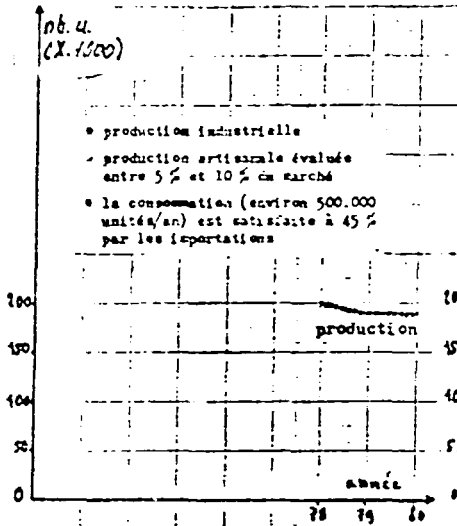 nb. u.
(X.1000)
* production industrielle
- production artisanale évaluée
entre 5 % et 10 % du marché
* la consommation (environ 500.000
unités/an) est satisfaite à 45 %
par les importations
200
production
150
100
50
0
année
78 79 80